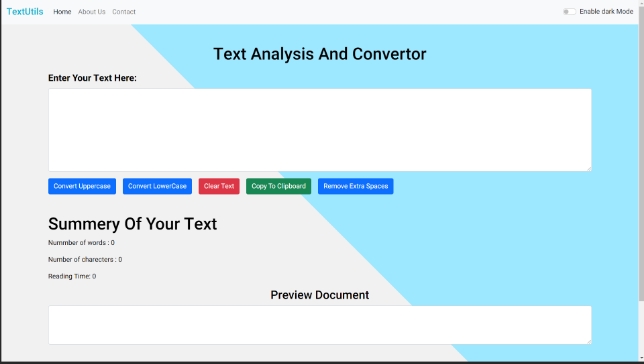 TextUtils Home About Us Contact Enable dark Mode
Text Analysis And Convertor
Enter Your Text Here:
Convert Uppercase Convert LowerCase Clear Text Copy To Clipboard Remove Extra Spaces
Summery Of Your Text
Nummber of words : 0
Number of charecters : 0
Reading Time: 0
Preview Document